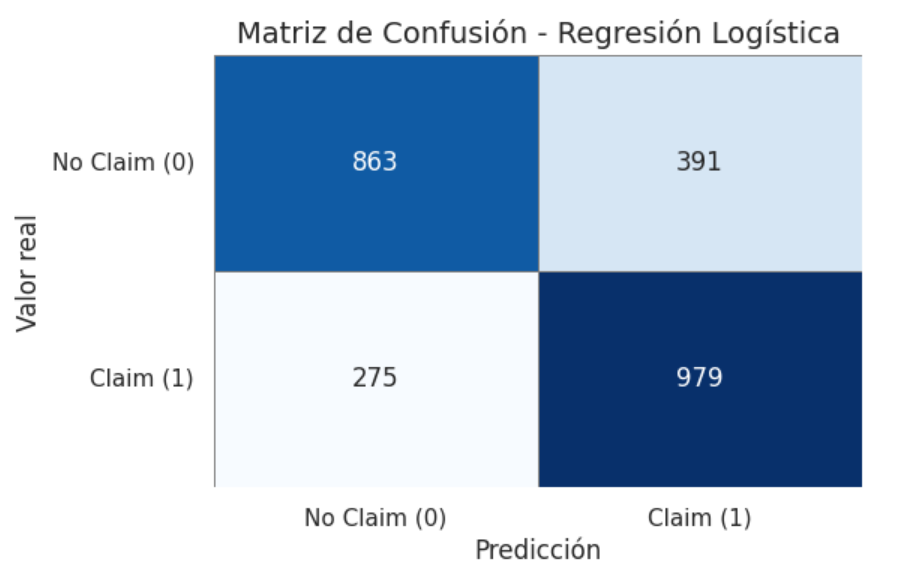 Matriz de Confusión - Regresión Logística
No Claim (0)
863
391
Valor real
Claim (1)
275
979
No Claim (0)
Claim (1)
Predicción